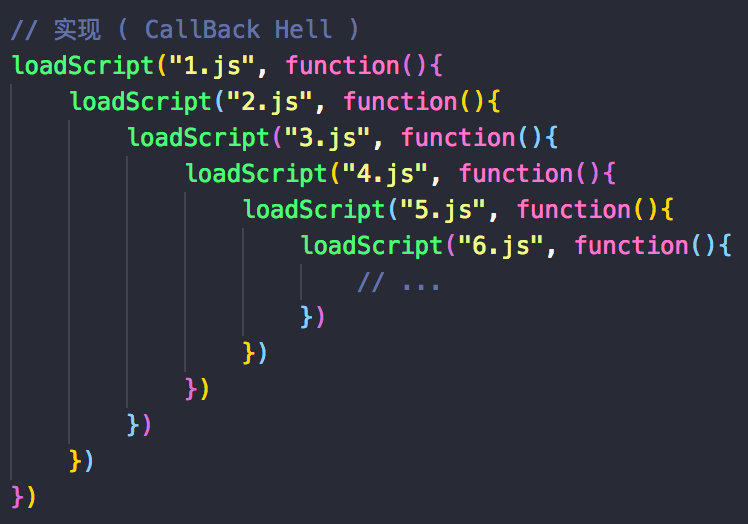 // 实现 ( CallBack Hell )
loadScript("1.js", function(){
loadScript("2.js", function(){
loadScript("3.js", function(){
loadScript("4.js", function(){
loadScript("5.js", function(){
loadScript("6.js", function(){
// ...
})
})
})
})
})
})